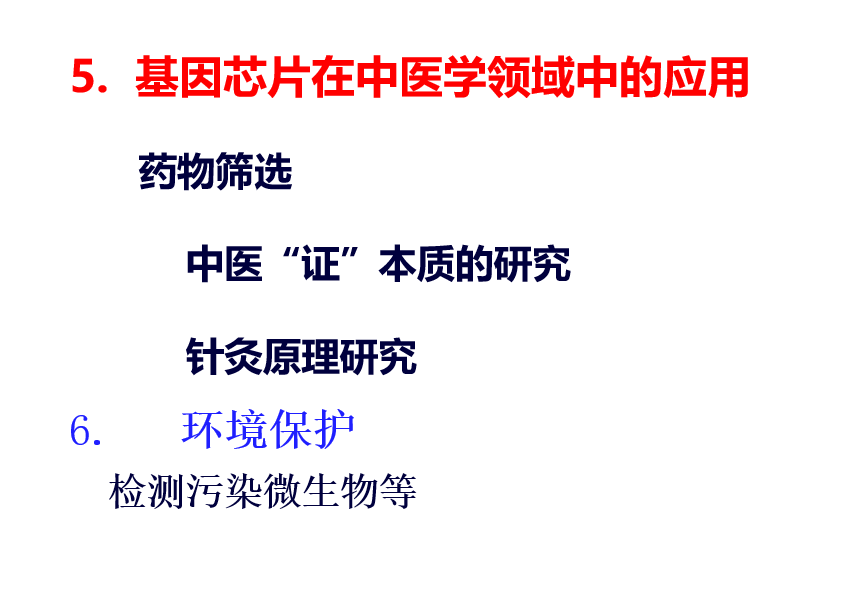 5. 基因芯片在中医学领域中的应用
药物筛选
中医“证”本质的研究
针灸原理研究
6. 环境保护
检测污染微生物等